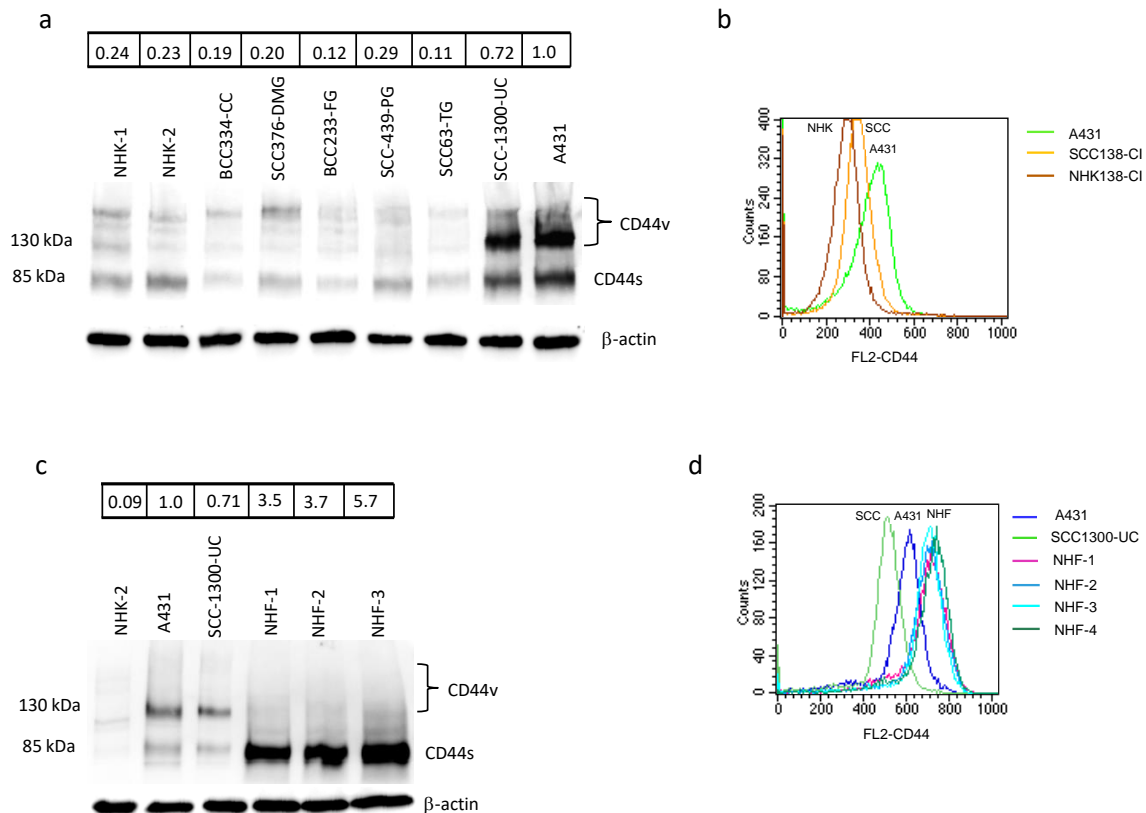 a
0.24 0.23 0.19 0.20 0.12 0.29 0.11 0.72 1.0
NHK-1
NHK-2
BCC334-CC
SCC376-DMG
BCC233-FG
SCC-439-PG
SCC63-TG
SCC-1300-UC
A431
130 kDa
85 kDa
CD44v
CD44s
β-actin
b
400
320
240
160
80
0
Counts
NHK
SCC
A431
0 200 400 600 800 1000
FL2-CD44
A431
SCC138-CI
NHK138-CI
c
0.09 1.0 0.71 3.5 3.7 5.7
NHK-2
A431
SCC-1300-UC
NHF-1
NHF-2
NHF-3
130 kDa
85 kDa
CD44v
CD44s
β-actin
d
200
160
120
80
40
0
Counts
SCC
A431
NHF
0 200 400 600 800 1000
FL2-CD44
A431
SCC1300-UC
NHF-1
NHF-2
NHF-3
NHF-4